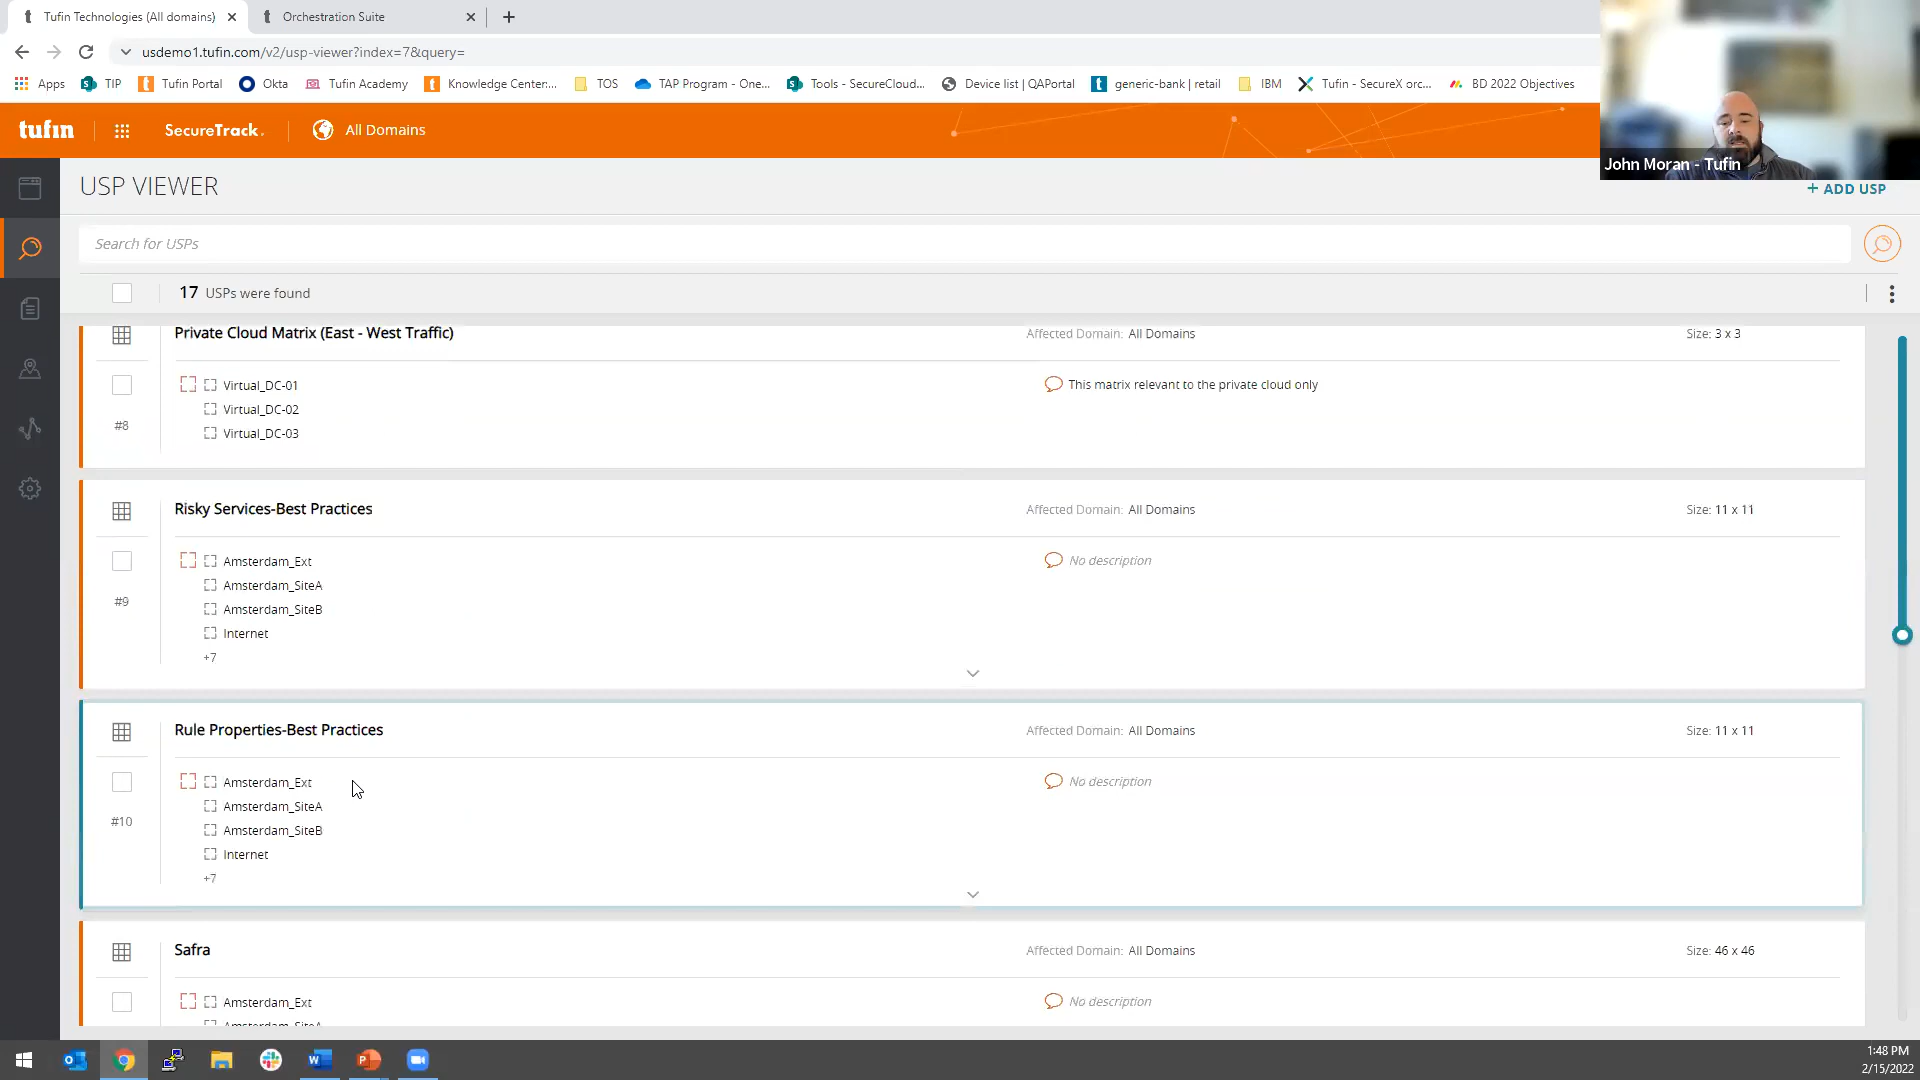 Tufin Technologies (All domains)
Orchestration Suite
usdemo1.tufin.com/v2/usp-viewer?index=7&query=
Apps
TIP
Tufin Portal
Okta
Tufin Academy
Knowledge Center:...
TOS
TAP Program - One...
Tools - SecureCloud...
Device list | QAPortal
generic-bank | retail
IBM
Tufin - SecureX orc...
BD 2022 Objectives
tufin
SecureTrack.
All Domains
John Moran - Tufin
USP VIEWER
+ ADD USP
Search for USPs
17 USPs were found
Private Cloud Matrix (East - West Traffic)
Affected Domain: All Domains
Size: 3 x 3
Virtual_DC-01
Virtual_DC-02
Virtual_DC-03
This matrix relevant to the private cloud only
#8
Risky Services-Best Practices
Affected Domain: All Domains
Size: 11 x 11
Amsterdam_Ext
Amsterdam_SiteA
Amsterdam_SiteB
Internet
+7
No description
#9
Rule Properties-Best Practices
Affected Domain: All Domains
Size: 11 x 11
Amsterdam_Ext
Amsterdam_SiteA
Amsterdam_SiteB
Internet
+7
No description
#10
Safra
Affected Domain: All Domains
Size: 46 x 46
Amsterdam_Ext
Amsterdam_SiteA
No description
1:48 PM
2/15/2022